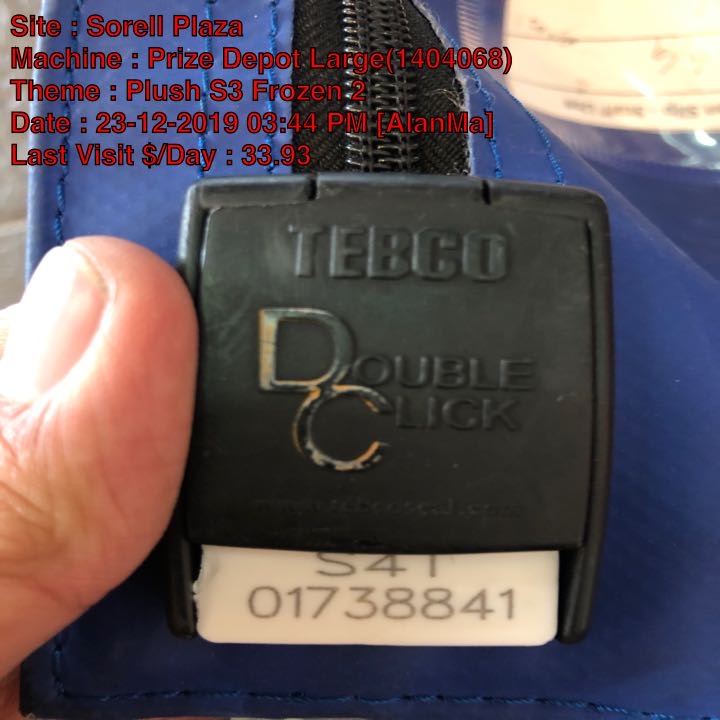 Site : Sorell Plaza
Machine : Prize Depot Large(1404068)
Theme : Plush S3 Frozen 2
Date : 23-12-2019 03:44 PM [AlanMa]
Last Visit $/Day : 33.93
TEBCO
DOUBLE
CLICK
S41
01738841